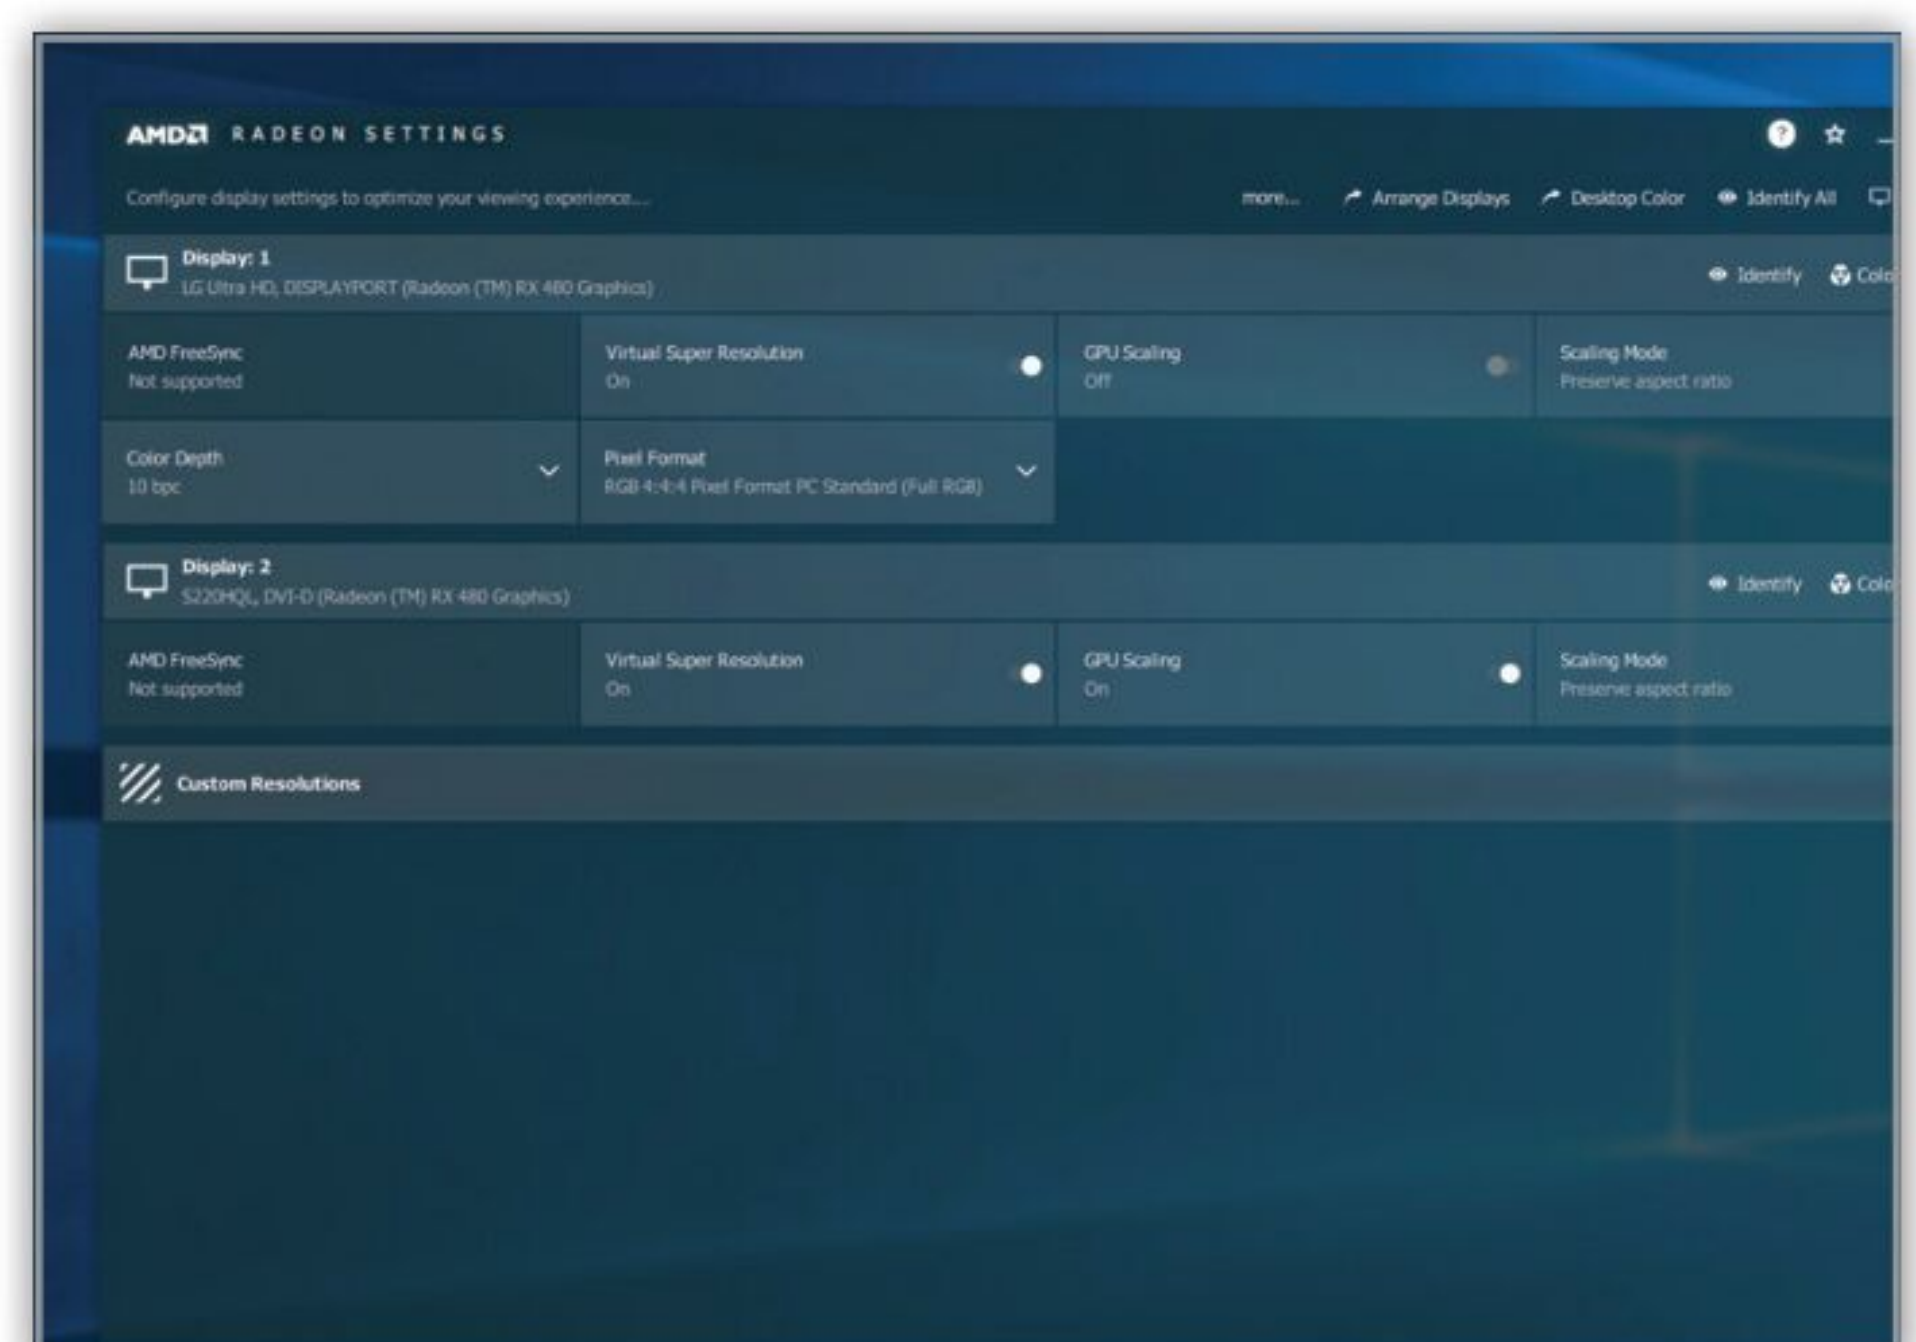 AMD RADEON SETTINGS
Configure display settings to optimize your viewing experience...
more... Arrange Displays Desktop Color Identify All
Display: 1
LG Ultra HD, DISPLAYPORT (Radeon (TM) RX 480 Graphics)
Identify Colo
AMD FreeSync
Not supported
Virtual Super Resolution
On
GPU Scaling
Off
Scaling Mode
Preserve aspect ratio
Color Depth
10 bpc
Pixel Format
RGB 4:4:4 Pixel Format PC Standard (Full RGB)
Display: 2
S220HQL, DVI-D (Radeon (TM) RX 480 Graphics)
Identify Colo
AMD FreeSync
Not supported
Virtual Super Resolution
On
GPU Scaling
On
Scaling Mode
Preserve aspect ratio
Custom Resolutions